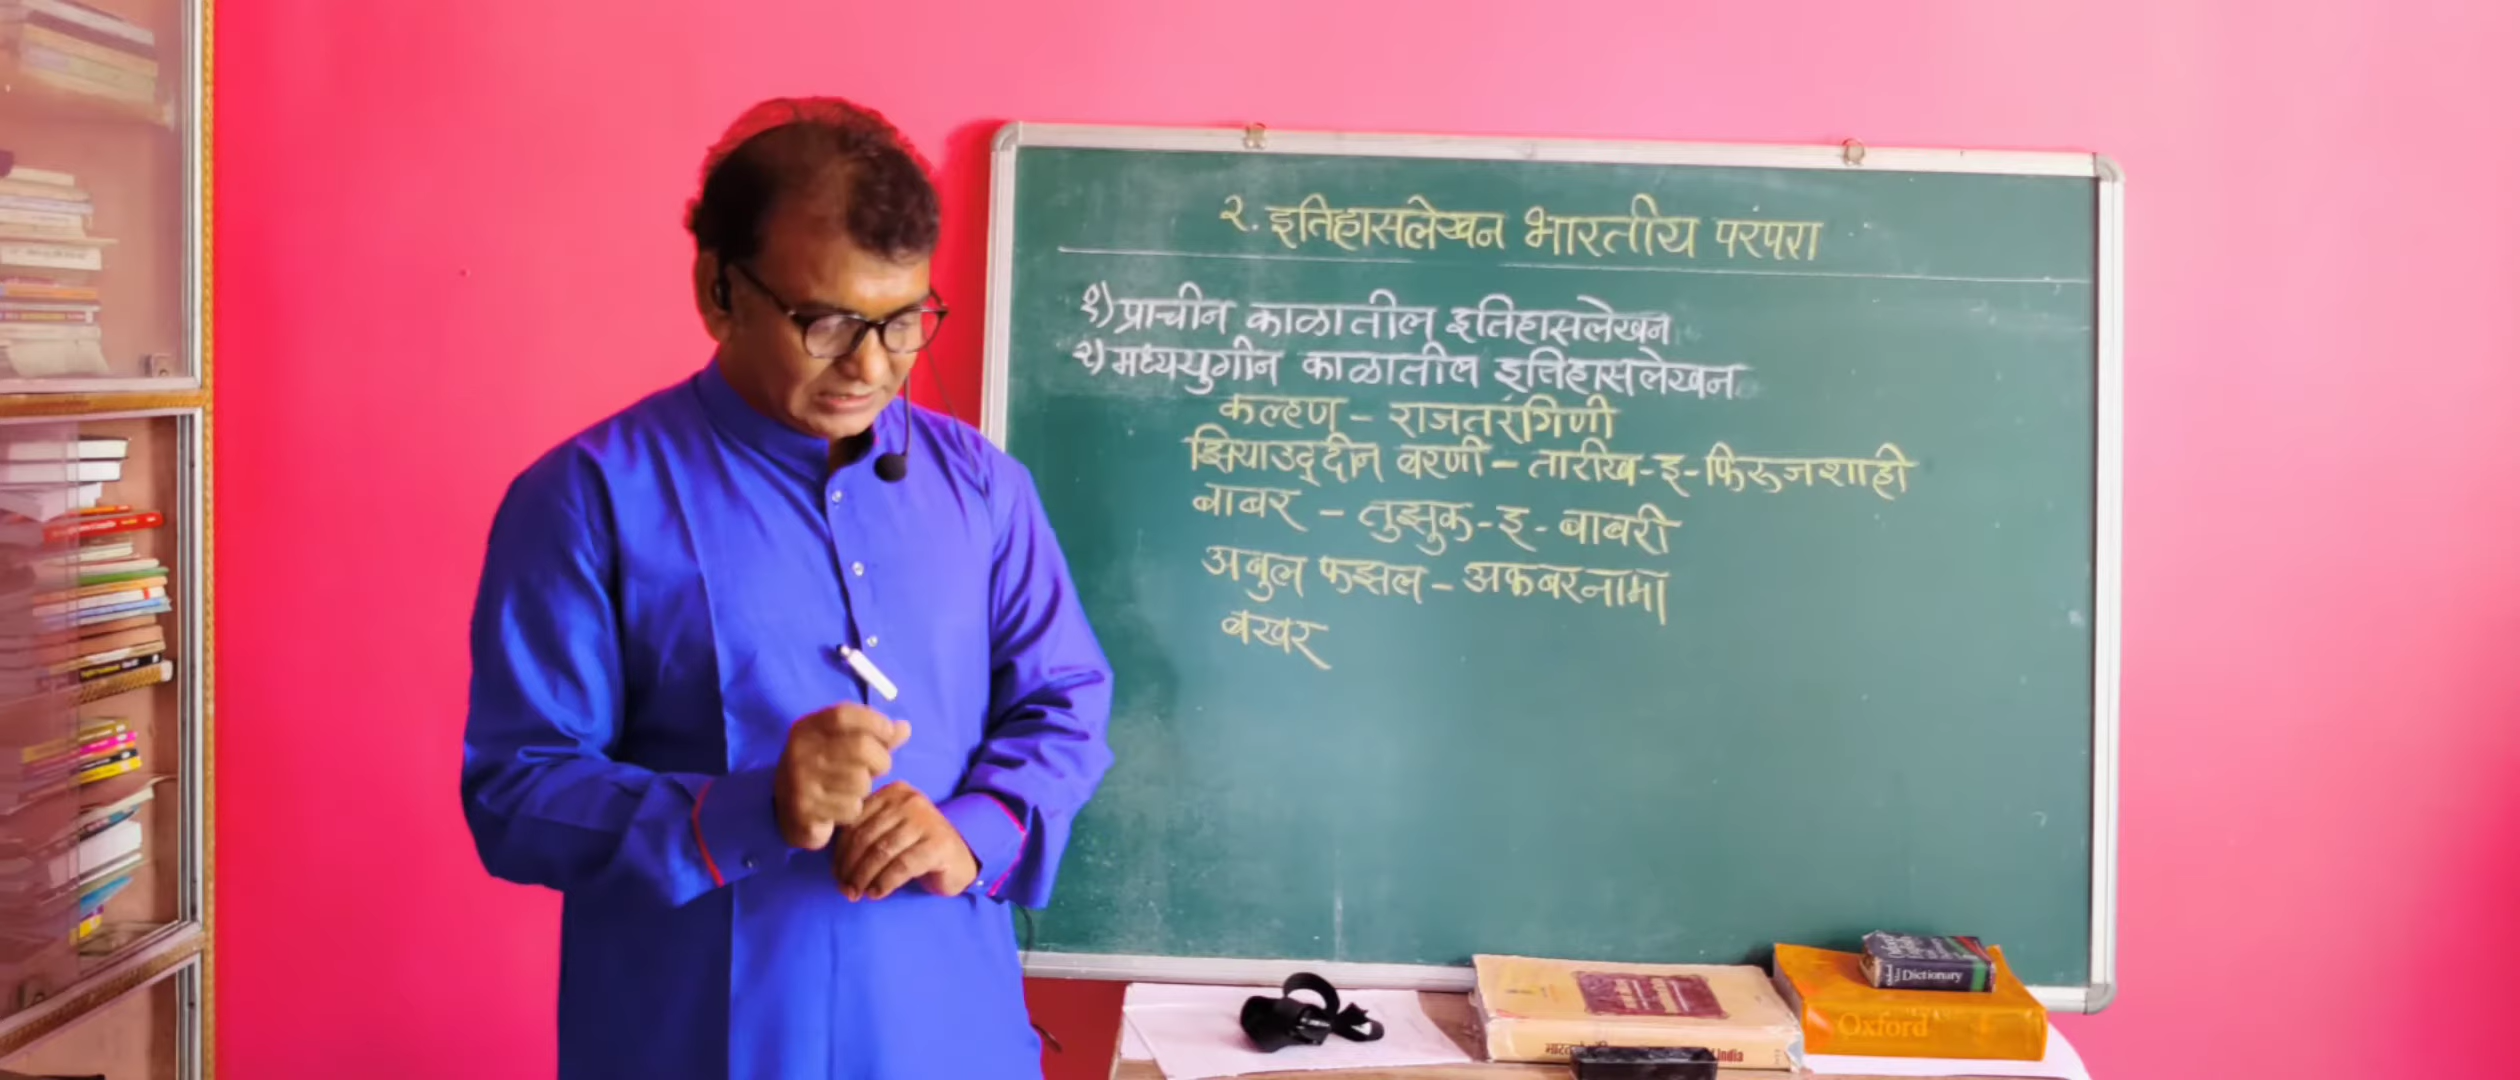 २. इतिहासलेखन भारतीय परंपरा
१) प्राचीन काळातील इतिहासलेखन
२) मध्ययुगीन काळातील इतिहासलेखन
कल्हण - राजतरंगिणी
झियाउद्दीन बरणी - तारीख-इ-फिरूजशाही
बाबर - तुझुक-इ-बाबरी
अबुल फझल - अकबरनामा
बखर
Dictionary
Oxford
India